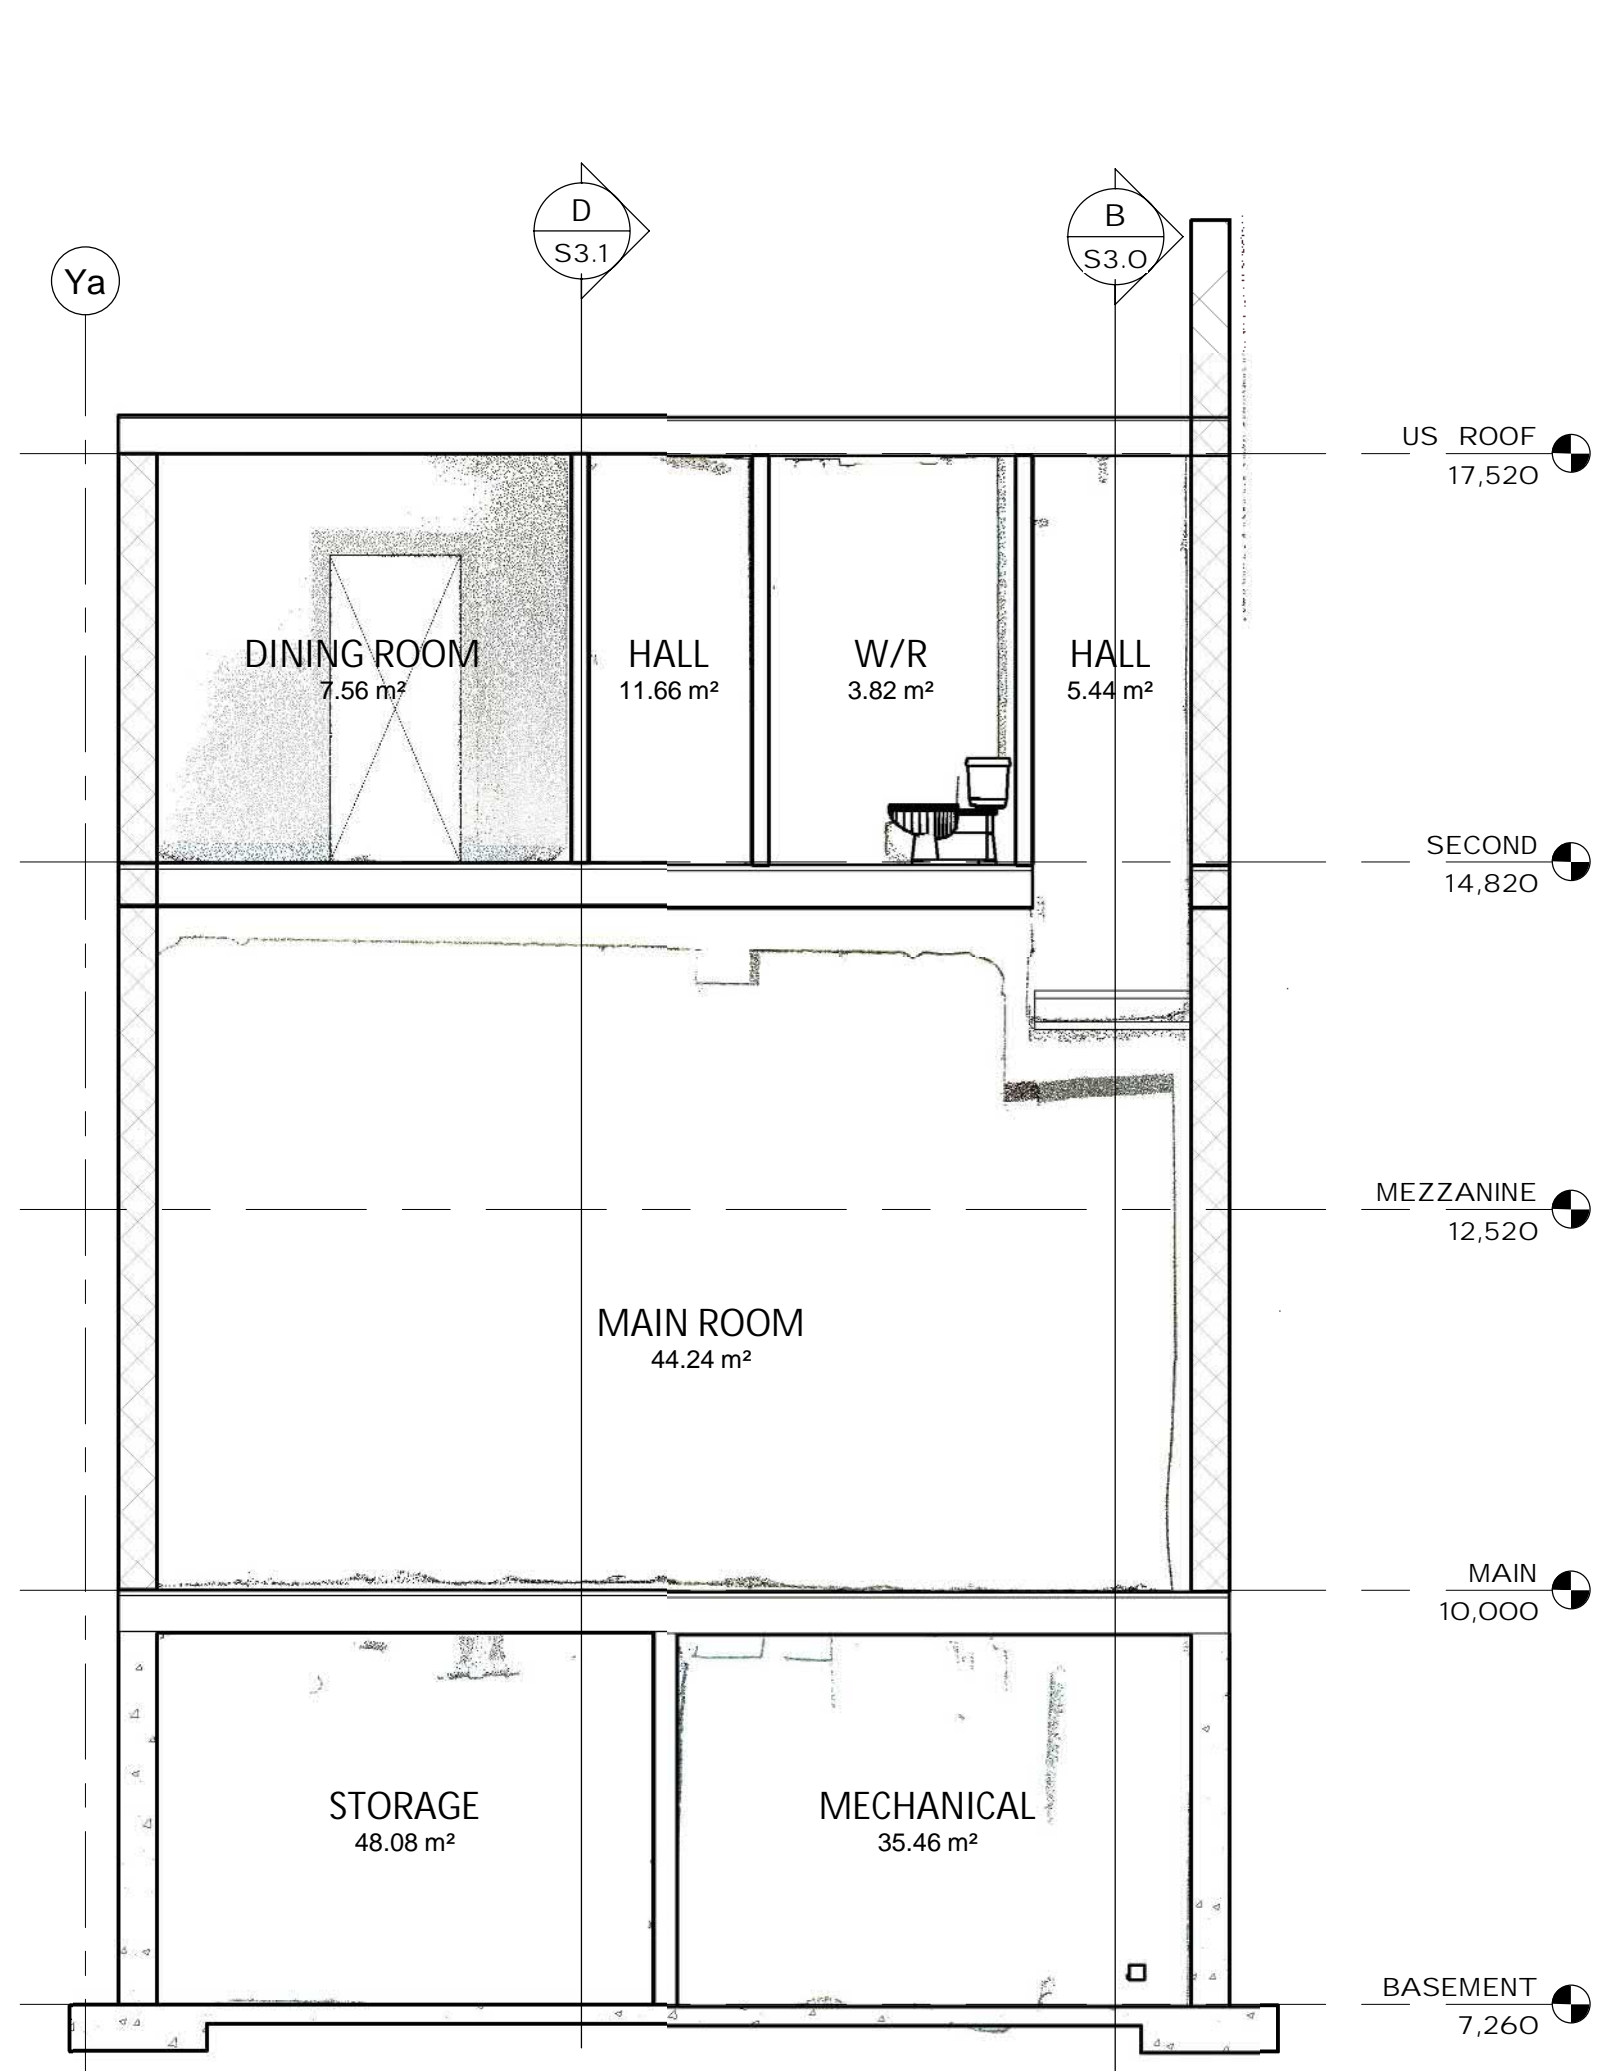 D
S3.1
B
S3.0
Ya
US ROOF
17,520
DINING ROOM
7.56 m²
HALL
11.66 m²
W/R
3.82 m²
HALL
5.44 m²
SECOND
14,820
MEZZANINE
12,520
MAIN ROOM
44.24 m²
MAIN
10,000
STORAGE
48.08 m²
MECHANICAL
35.46 m²
BASEMENT
7,260